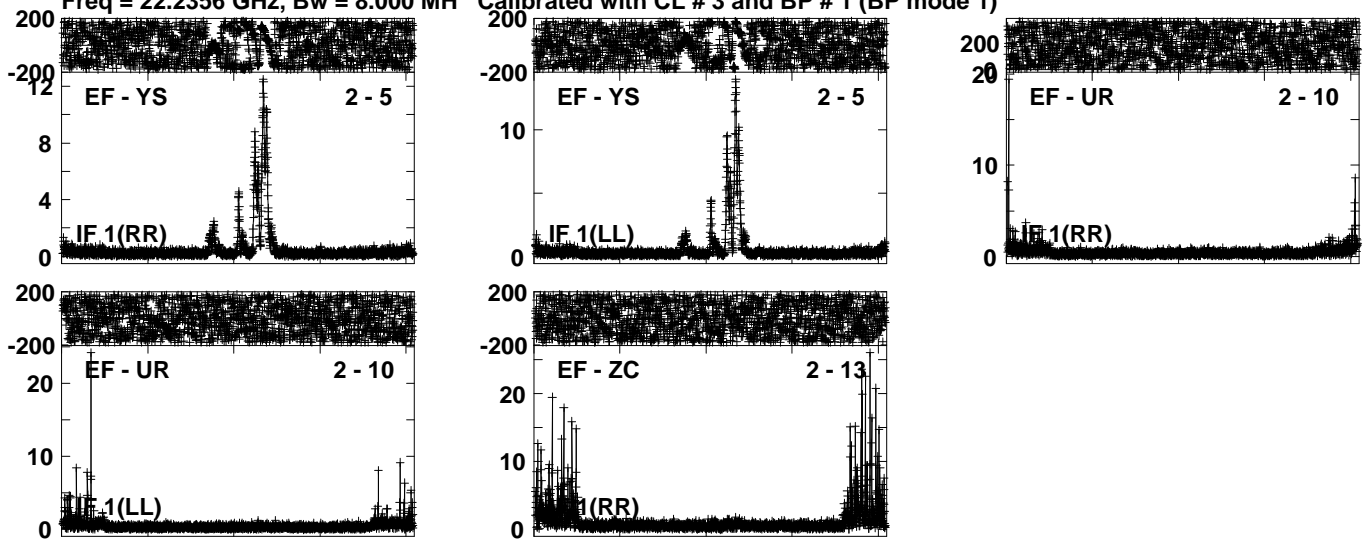 Freq = 22.2356 GHz, Bw = 8.000 MH Calibrated with CL # 3 and BP # 1 (BP mode 1)
200 200 200
-200 -200 0
12 EF - YS 2 - 5 10 EF - YS 2 - 5 20 EF - UR 2 - 10
8 10
4
0 IF 1(RR) 0 IF 1(LL) 0 IF 1(RR)
200 200
-200 -200
EF - UR 2 - 10 EF - ZC 2 - 13
20 20
10 10
0 IF 1(LL) 0 1(RR)